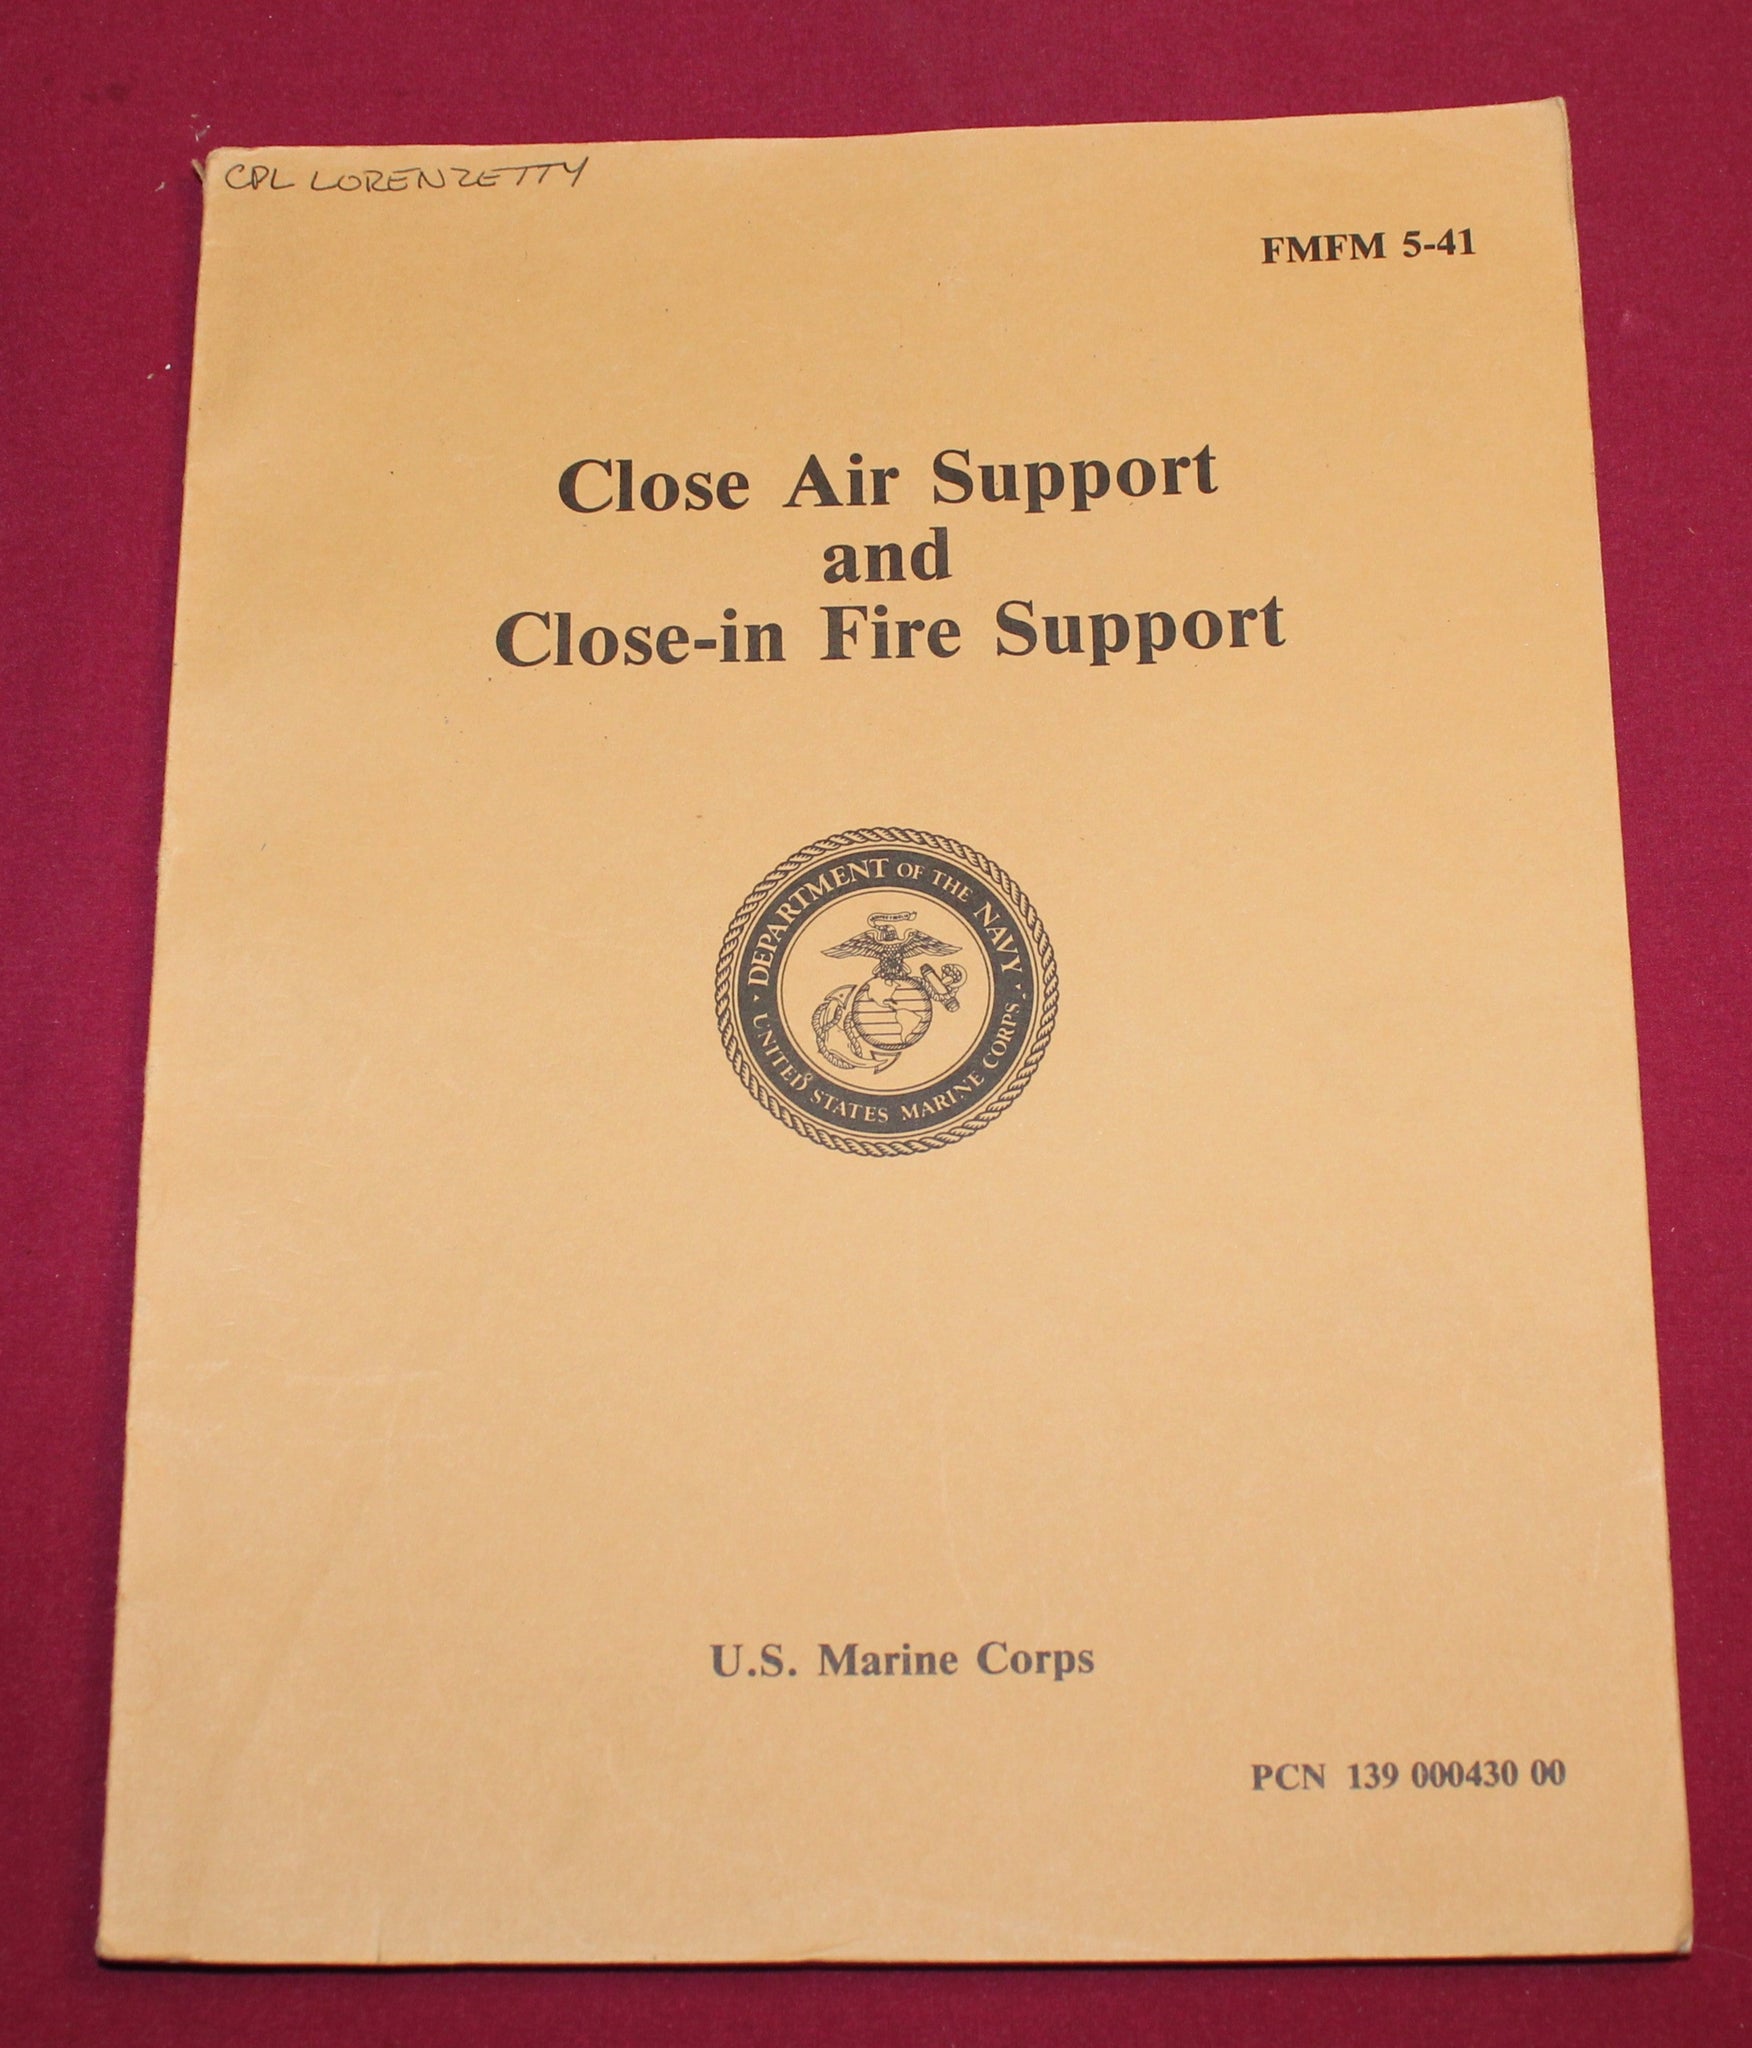 CPL LORENZETTY
FMFM 5-41
Close Air Support
and
Close-in Fire Support
DEPARTMENT OF THE NAVY
UNITED STATES MARINE CORPS
U.S. Marine Corps
PCN 139 000430 00